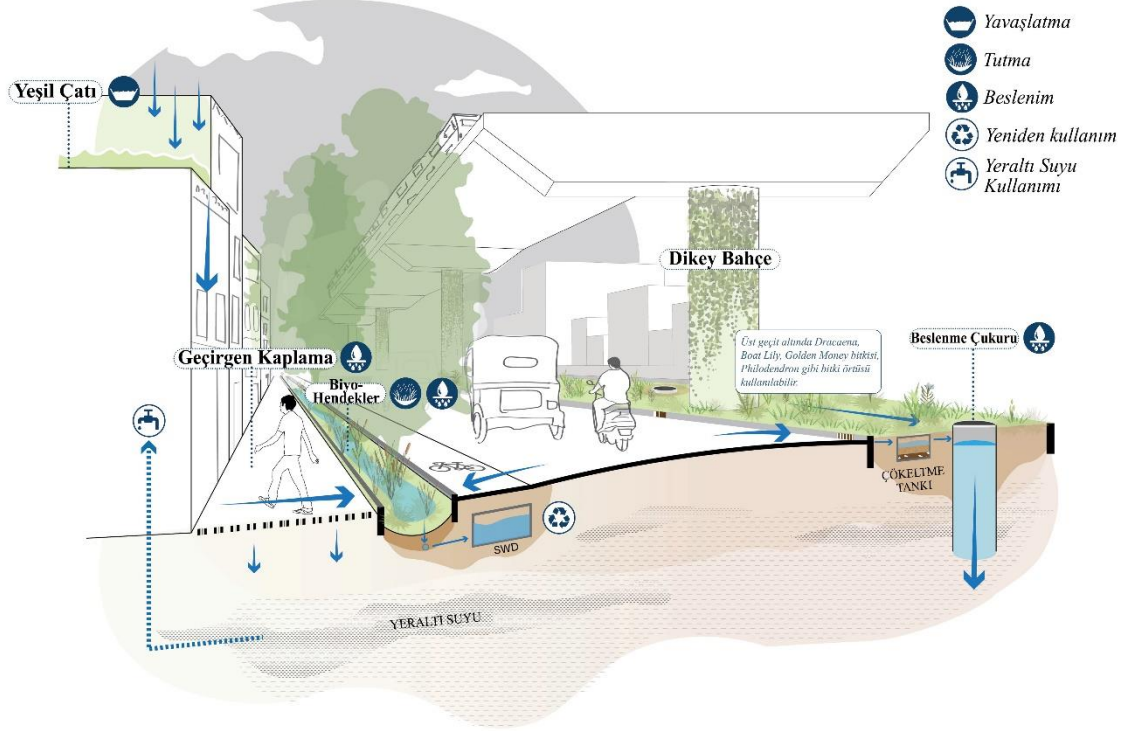 Yavaşlatma
Tutma
Beslenim
Yeniden kullanım
Yeraltı Suyu
Kullanımı
Yeşil Çatı
Dikey Bahçe
Üst geçit altında Dracaena,
Boat Lily, Golden Money bitkisi,
Philodendron gibi bitki örtüsü
kullanılabilir.
Beslenme Çukuru
Geçirgen Kaplama
Biyo-
Hendekler
ÇÖKELTME
TANKI
SWD
YERALTI SUYU